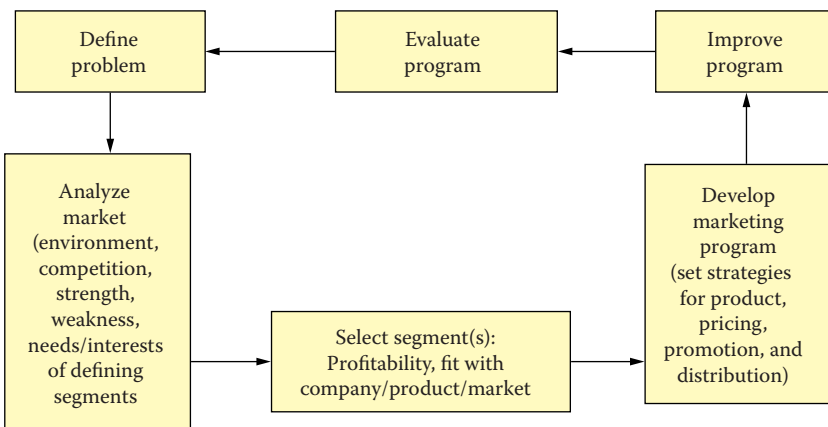 Define
problem
Evaluate
program
Improve
program
Analyze
market
(environment,
competition,
strength,
weakness,
needs/interests
of defining
segments
Select segment(s):
Profitability, fit with
company/product/market
Develop
marketing
program
(set strategies
for product,
pricing,
promotion, and
distribution)